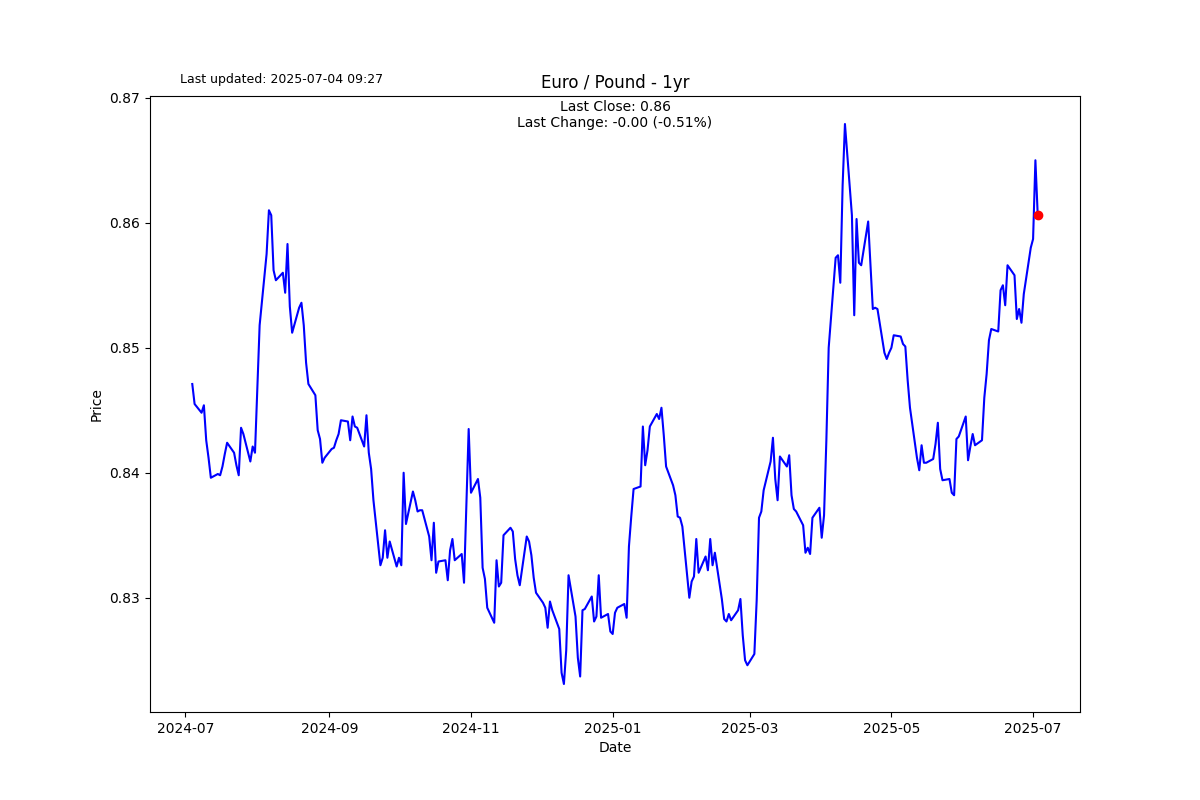 Last updated: 2025-07-04 09:27
Euro / Pound - 1yr
Last Close: 0.86
Last Change: -0.00 (-0.51%)
Price
0.87
0.86
0.85
0.84
0.83
2024-07
2024-09
2024-11
2025-01
2025-03
2025-05
2025-07
Date